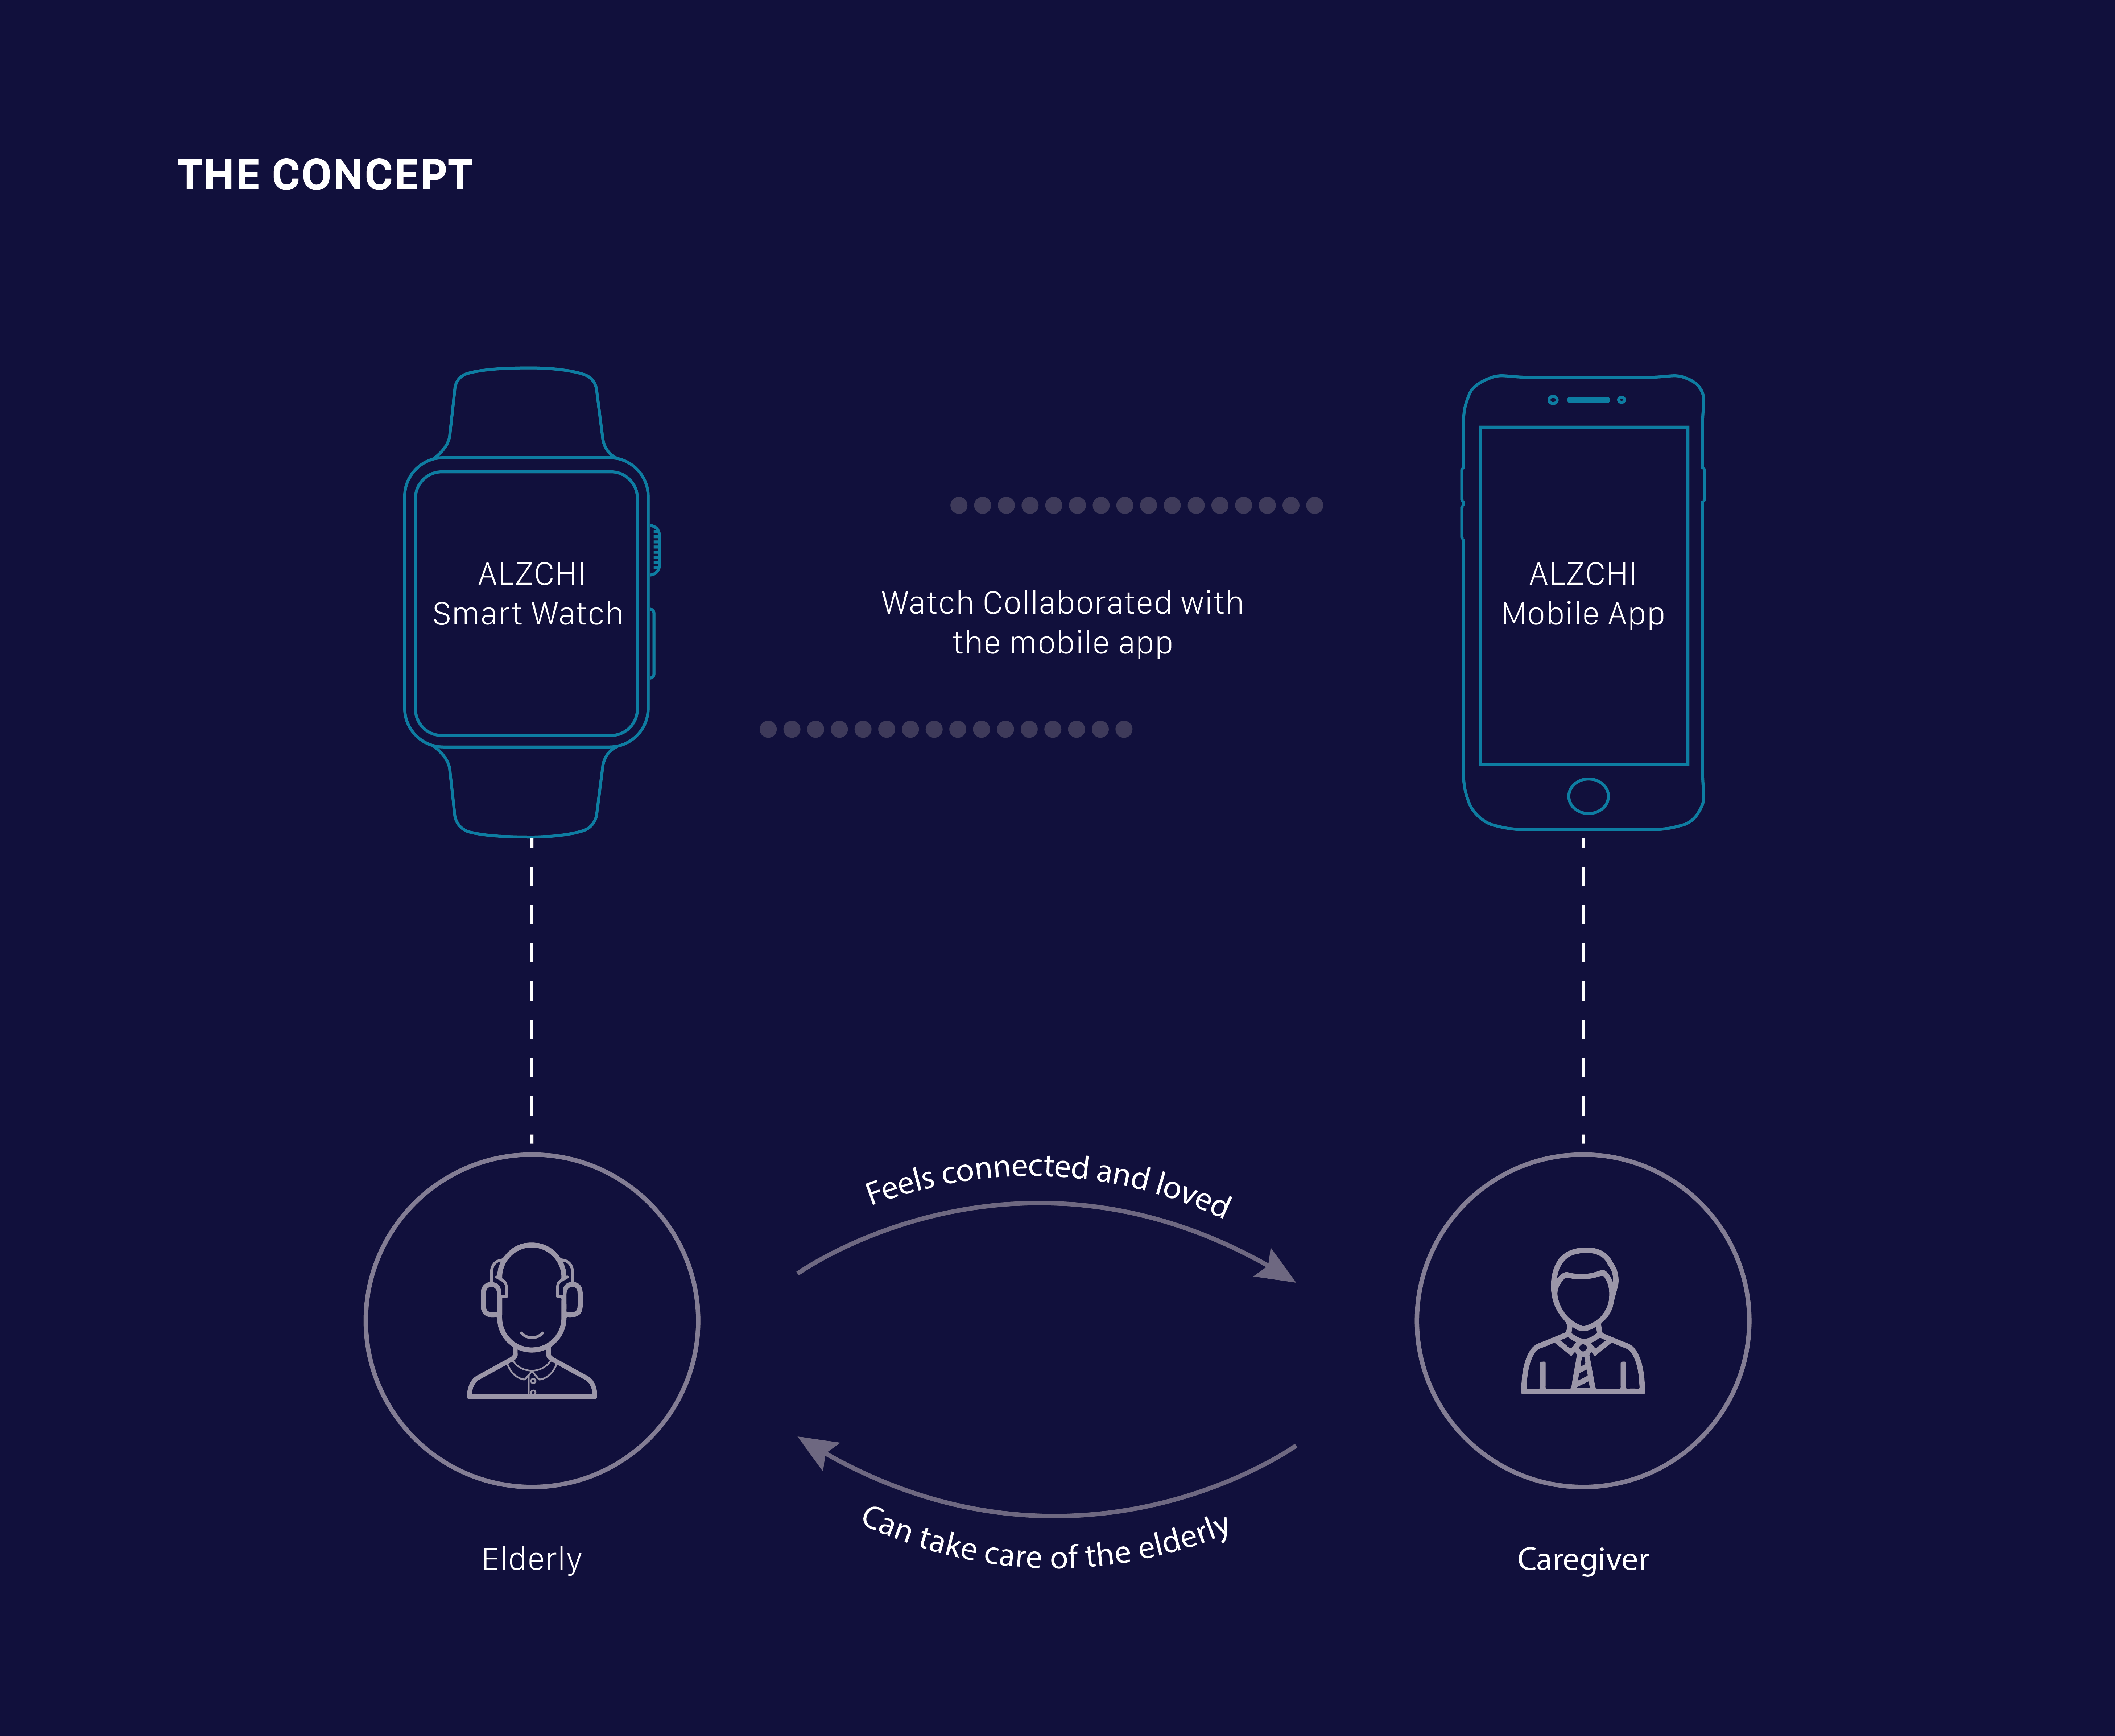 THE CONCEPT
ALZCHI
Smart Watch
Watch Collaborated with
the mobile app
ALZCHI
Mobile App
Feels connected and loved
Can take care of the elderly
Elderly
Caregiver